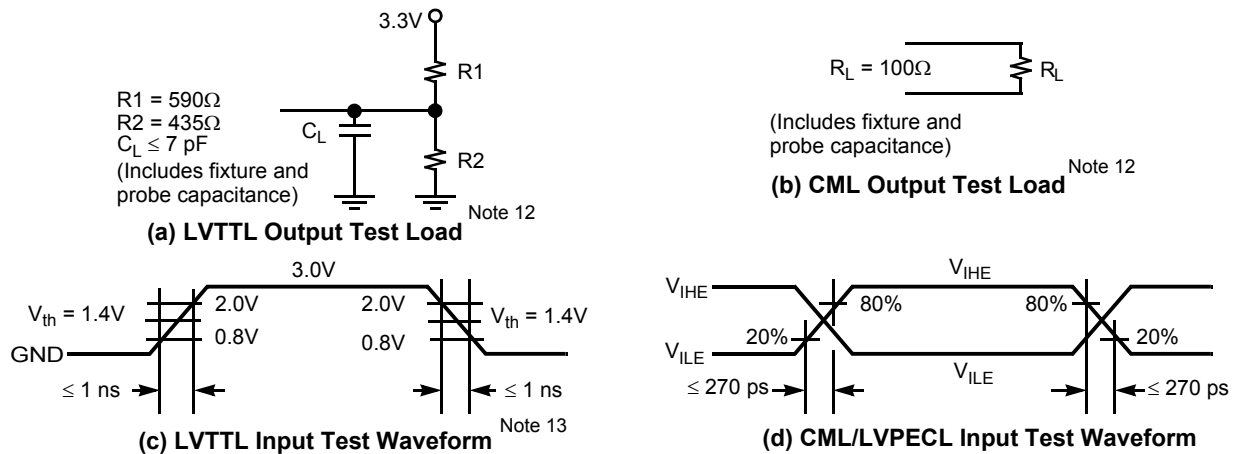 3.3V
R1
R1 = 590Ω
R2 = 435Ω
C_L ≤ 7 pF
(Includes fixture and
probe capacitance)
C_L
R2
Note 12
(a) LVTTL Output Test Load
R_L = 100Ω
R_L
(Includes fixture and
probe capacitance)
Note 12
(b) CML Output Test Load
3.0V
V_th = 1.4V
2.0V
0.8V
2.0V
0.8V
V_th = 1.4V
GND
≤ 1 ns
≤ 1 ns
Note 13
(c) LVTTL Input Test Waveform
V_IHE
V_IHE
80%
80%
20%
20%
V_ILE
V_ILE
≤ 270 ps
≤ 270 ps
(d) CML/LVPECL Input Test Waveform